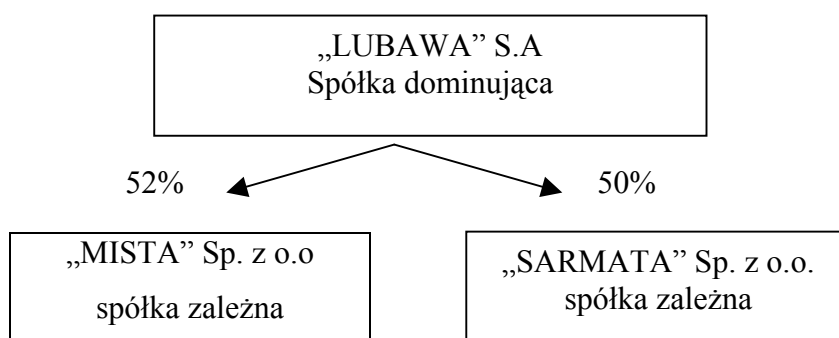 „LUBAWA” S.A
Spółka dominująca
52%
50%
„MISTA” Sp. z o.o
spółka zależna
„SARMATA” Sp. z o.o.
spółka zależna